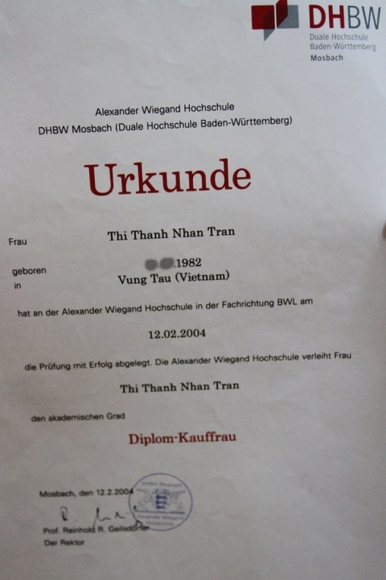 DHBW
Duale Hochschule
Baden-Württemberg
Mosbach
Alexander Wiegand Hochschule
DHBW Mosbach (Duale Hochschule Baden-Württemberg)
Urkunde
Frau Thi Thanh Nhan Tran
geboren .1982
in Vung Tau (Vietnam)
hat an der Alexander Wiegand Hochschule in der Fachrichtung BWL am
12.02.2004
die Prüfung mit Erfolg abgelegt. Die Alexander Wiegand Hochschule verleiht Frau
Thi Thanh Nhan Tran
den akademischen Grad
Diplom-Kauffrau
Mosbach, den 12.2.2004
Prof. Reinhold R. Geilsdörfer
Der Rektor